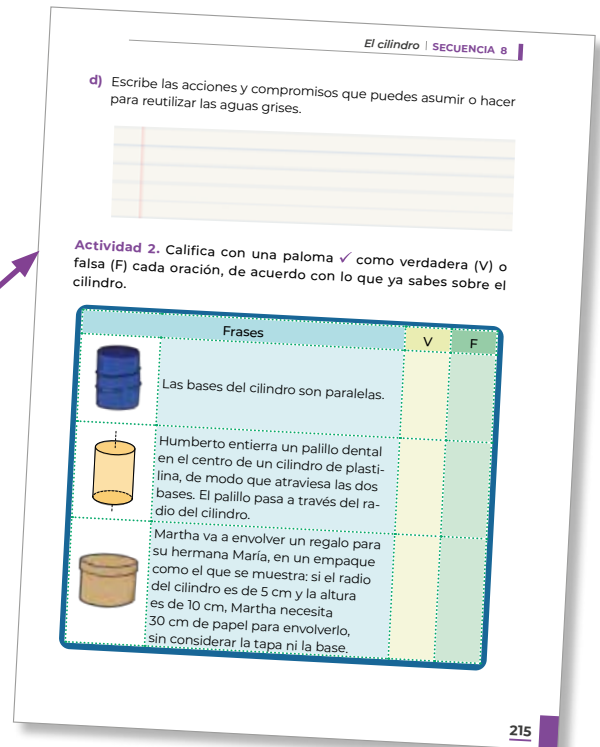 El cilindro | SECUENCIA 8
d) Escribe las acciones y compromisos que puedes asumir o hacer
para reutilizar las aguas grises.
Actividad 2. Califica con una paloma ✓ como verdadera (V) o
falsa (F) cada oración, de acuerdo con lo que ya sabes sobre el
cilindro.
Frases V F
Las bases del cilindro son paralelas.
Humberto entierra un palillo dental
en el centro de un cilindro de plasti-
lina, de modo que atraviesa las dos
bases. El palillo pasa a través del ra-
dio del cilindro.
Martha va a envolver un regalo para
su hermana María, en un empaque
como el que se muestra: si el radio
del cilindro es de 5 cm y la altura
es de 10 cm, Martha necesita
30 cm de papel para envolverlo,
sin considerar la tapa ni la base.
215